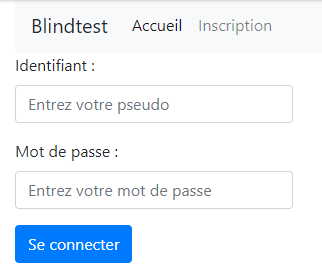 Blindtest Accueil Inscription
Identifiant :
Entrez votre pseudo
Mot de passe :
Entrez votre mot de passe
Se connecter